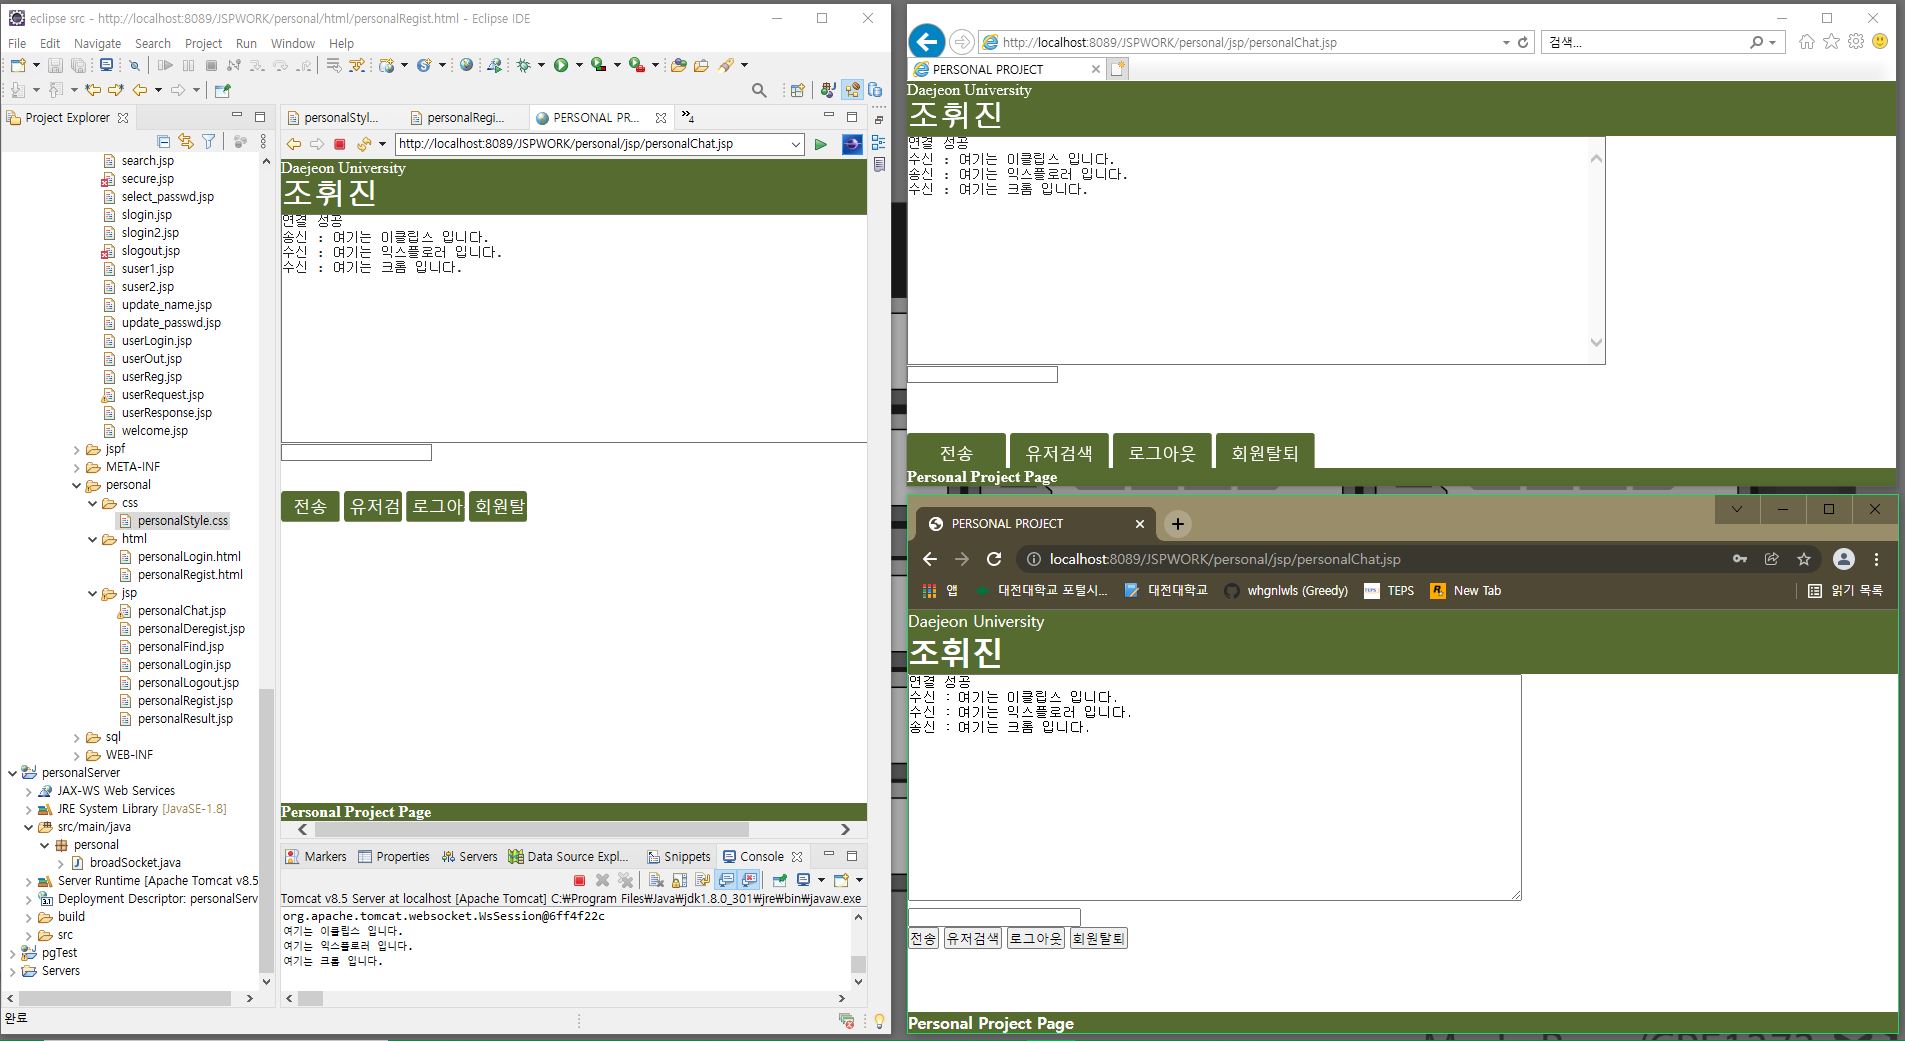 eclipse src - http://localhost:8089/JSPWORK/personal/html/personalRegist.html - Eclipse IDE
File Edit Navigate Search Project Run Window Help
Project Explorer
search.jsp
secure.jsp
select_passwd.jsp
slogin.jsp
slogin2.jsp
slogout.jsp
suser1.jsp
suser2.jsp
update_name.jsp
update_passwd.jsp
userLogin.jsp
userOut.jsp
userReg.jsp
userRequest.jsp
userResponse.jsp
welcome.jsp
jspf
META-INF
personal
css
personalStyle.css
html
personalLogin.html
personalRegist.html
jsp
personalChat.jsp
personalDeregist.jsp
personalFind.jsp
personalLogin.jsp
personalLogout.jsp
personalRegist.jsp
personalResult.jsp
sql
WEB-INF
personalServer
JAX-WS Web Services
JRE System Library [JavaSE-1.8]
src/main/java
personal
broadSocket.java
Server Runtime [Apache Tomcat v8.5
Deployment Descriptor: personalServ
build
src
pgTest
Servers
완료
personalStyl... personalRegi... PERSONAL PR... »4
http://localhost:8089/JSPWORK/personal/jsp/personalChat.jsp
Daejeon University
조휘진
연결 성공
송신 : 여기는 이클립스 입니다.
수신 : 여기는 익스플로러 입니다.
수신 : 여기는 크롬 입니다.
전송 유저검 로그아 회원탈
Personal Project Page
Markers Properties Servers Data Source Expl... Snippets Console
Tomcat v8.5 Server at localhost [Apache Tomcat] C:₩Program Files₩Java₩jdk1.8.0_301₩jre₩bin₩javaw.exe
org.apache.tomcat.websocket.WsSession@6ff4f22c
여기는 이클립스 입니다.
여기는 익스플로러 입니다.
여기는 크롬 입니다.
http://localhost:8089/JSPWORK/personal/jsp/personalChat.jsp 검색...
PERSONAL PROJECT
Daejeon University
조휘진
연결 성공
수신 : 여기는 이클립스 입니다.
송신 : 여기는 익스플로러 입니다.
수신 : 여기는 크롬 입니다.
전송 유저검색 로그아웃 회원탈퇴
Personal Project Page
PERSONAL PROJECT
localhost:8089/JSPWORK/personal/jsp/personalChat.jsp
앱 대전대학교 포털시... 대전대학교 whgnlwls (Greedy) TEPS TEPS New Tab 읽기 목록
Daejeon University
조휘진
연결 성공
수신 : 여기는 이클립스 입니다.
수신 : 여기는 익스플로러 입니다.
송신 : 여기는 크롬 입니다.
전송 유저검색 로그아웃 회원탈퇴
Personal Project Page